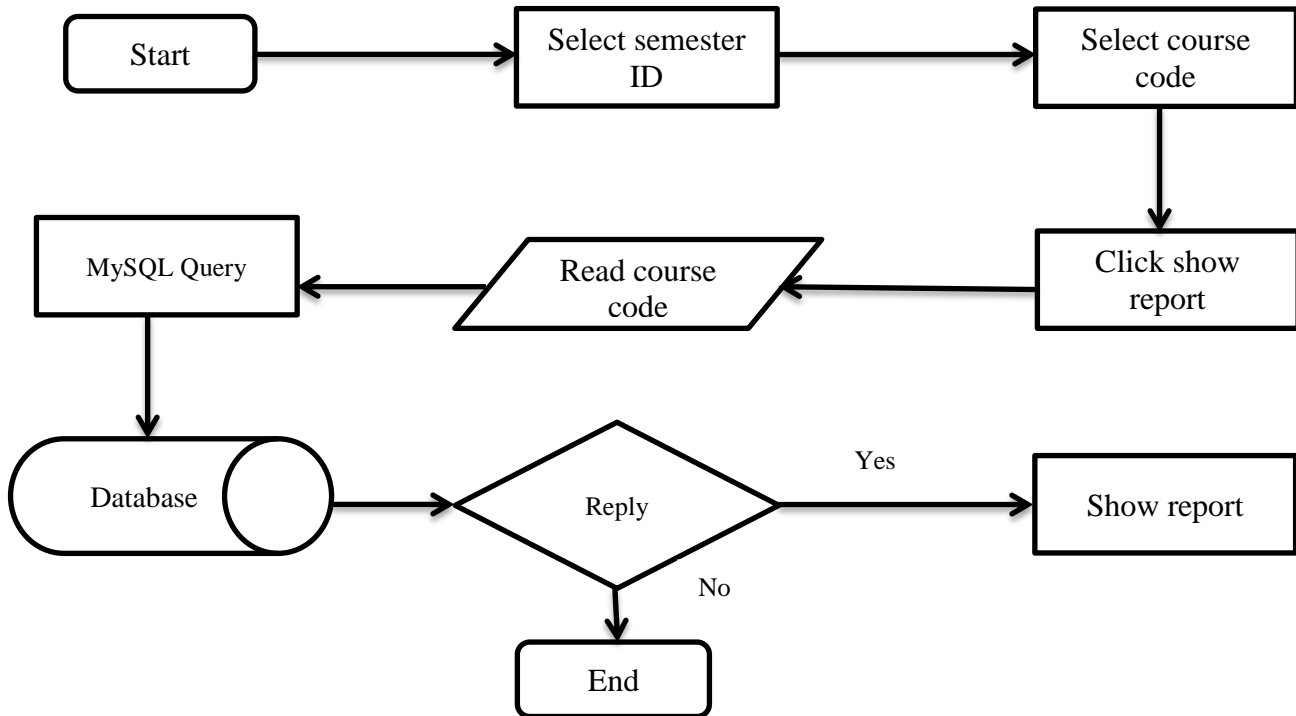 Start
Select semester
ID
Select course
code
MySQL Query
Read course
code
Click show
report
Database
Reply
Yes
Show report
No
End